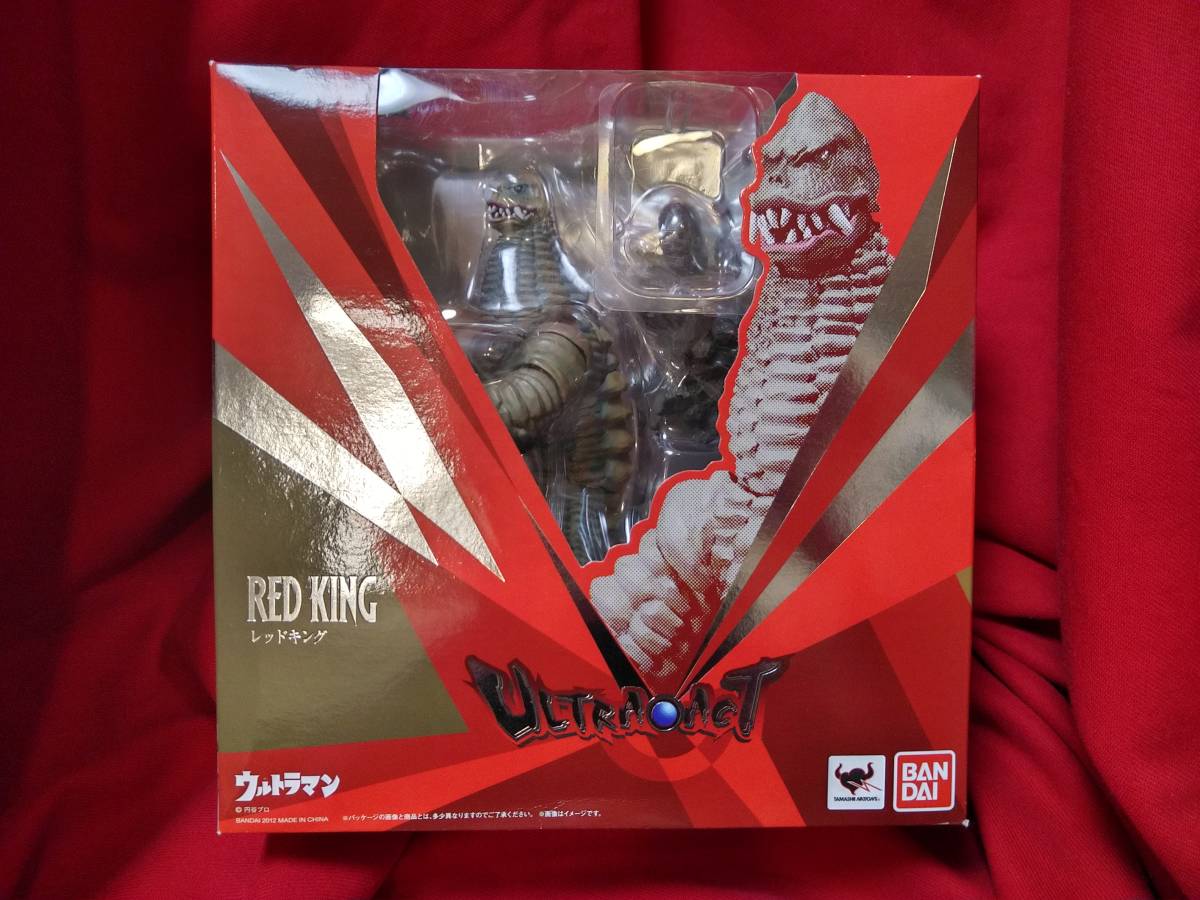 RED KING
レッドキング
ULTRA ACT
ウルトラマン
© 円谷プロ
BANDAI 2012 MADE IN CHINA
※パッケージの画像と商品とは、多少異なりますのでご了承ください。 ※画像はイメージです。
TAMASHII NATIONS
BAN
DAI